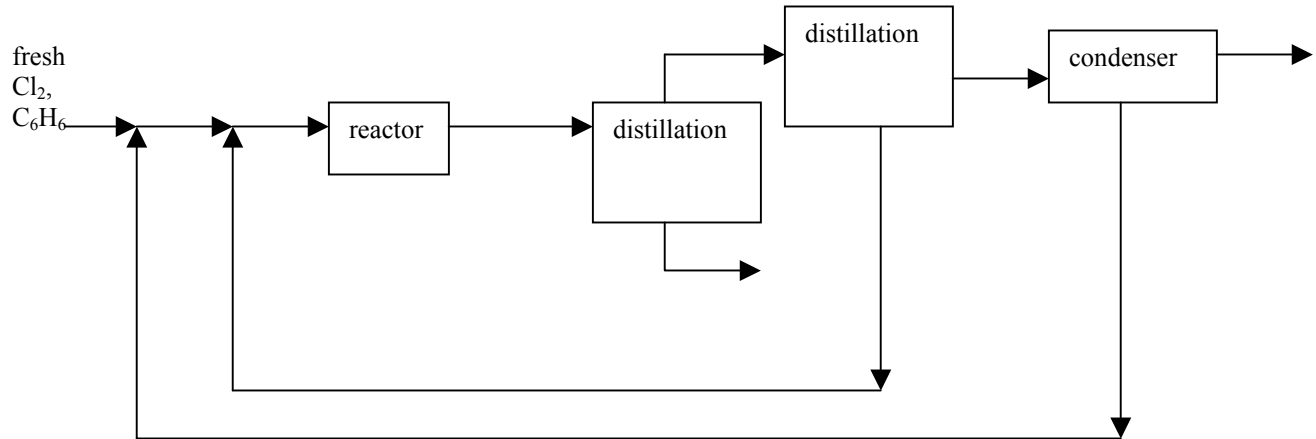 fresh
Cl₂,
C₆H₆
reactor
distillation
distillation
condenser